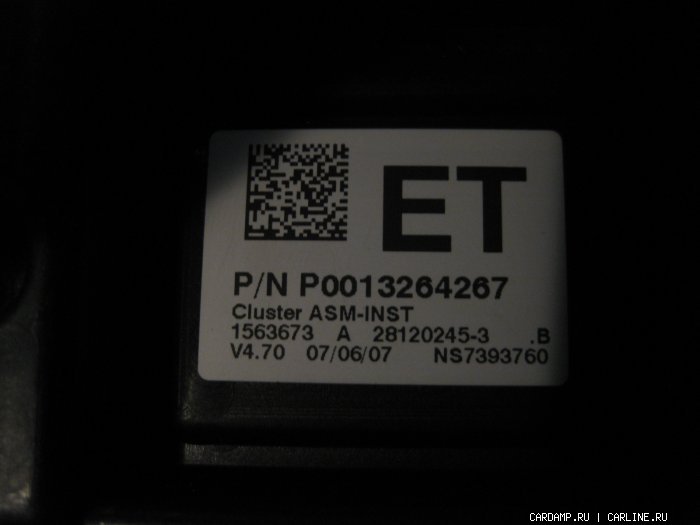 ET
P/N P0013264267
Cluster ASM-INST
1563673 A 28120245-3 .B
V4.70 07/06/07 NS7393760
CARDAMP.RU | CARLINE.RU